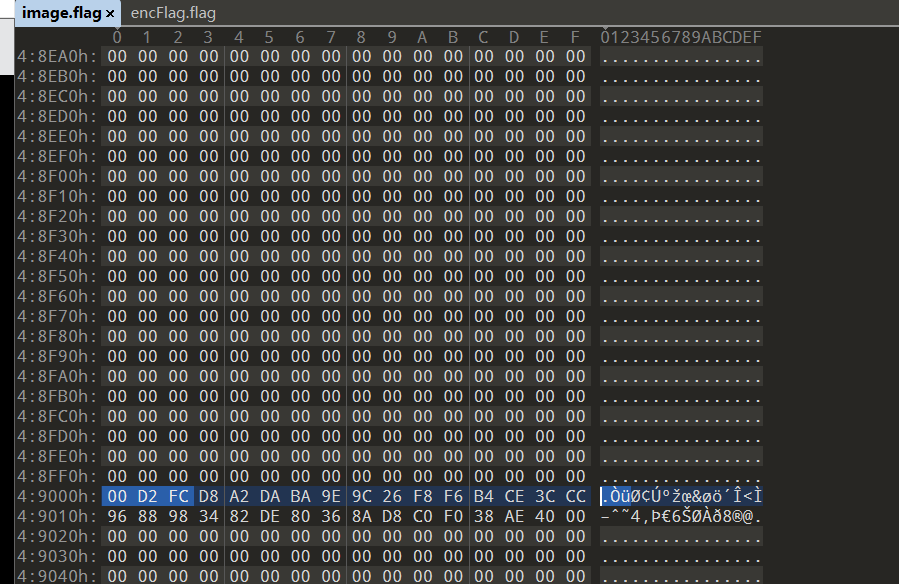 image.flag × encFlag.flag
0 1 2 3 4 5 6 7 8 9 A B C D E F 0123456789ABCDEF
4:8EA0h: 00 00 00 00 00 00 00 00 00 00 00 00 00 00 00 00 ................
4:8EB0h: 00 00 00 00 00 00 00 00 00 00 00 00 00 00 00 00 ................
4:8EC0h: 00 00 00 00 00 00 00 00 00 00 00 00 00 00 00 00 ................
4:8ED0h: 00 00 00 00 00 00 00 00 00 00 00 00 00 00 00 00 ................
4:8EE0h: 00 00 00 00 00 00 00 00 00 00 00 00 00 00 00 00 ................
4:8EF0h: 00 00 00 00 00 00 00 00 00 00 00 00 00 00 00 00 ................
4:8F00h: 00 00 00 00 00 00 00 00 00 00 00 00 00 00 00 00 ................
4:8F10h: 00 00 00 00 00 00 00 00 00 00 00 00 00 00 00 00 ................
4:8F20h: 00 00 00 00 00 00 00 00 00 00 00 00 00 00 00 00 ................
4:8F30h: 00 00 00 00 00 00 00 00 00 00 00 00 00 00 00 00 ................
4:8F40h: 00 00 00 00 00 00 00 00 00 00 00 00 00 00 00 00 ................
4:8F50h: 00 00 00 00 00 00 00 00 00 00 00 00 00 00 00 00 ................
4:8F60h: 00 00 00 00 00 00 00 00 00 00 00 00 00 00 00 00 ................
4:8F70h: 00 00 00 00 00 00 00 00 00 00 00 00 00 00 00 00 ................
4:8F80h: 00 00 00 00 00 00 00 00 00 00 00 00 00 00 00 00 ................
4:8F90h: 00 00 00 00 00 00 00 00 00 00 00 00 00 00 00 00 ................
4:8FA0h: 00 00 00 00 00 00 00 00 00 00 00 00 00 00 00 00 ................
4:8FB0h: 00 00 00 00 00 00 00 00 00 00 00 00 00 00 00 00 ................
4:8FC0h: 00 00 00 00 00 00 00 00 00 00 00 00 00 00 00 00 ................
4:8FD0h: 00 00 00 00 00 00 00 00 00 00 00 00 00 00 00 00 ................
4:8FE0h: 00 00 00 00 00 00 00 00 00 00 00 00 00 00 00 00 ................
4:8FF0h: 00 00 00 00 00 00 00 00 00 00 00 00 00 00 00 00 ................
4:9000h: 00 D2 FC D8 A2 DA BA 9E 9C 26 F8 F6 B4 CE 3C CC .ÒüØ¢Úºžœ&øö´Î<Ì
4:9010h: 96 88 98 34 82 DE 80 36 8A D8 C0 F0 38 AE 40 00 –ˆ˜4‚Þ€6ŠØÀð8®@.
4:9020h: 00 00 00 00 00 00 00 00 00 00 00 00 00 00 00 00 ................
4:9030h: 00 00 00 00 00 00 00 00 00 00 00 00 00 00 00 00 ................
4:9040h: 00 00 00 00 00 00 00 00 00 00 00 00 00 00 00 00 ................